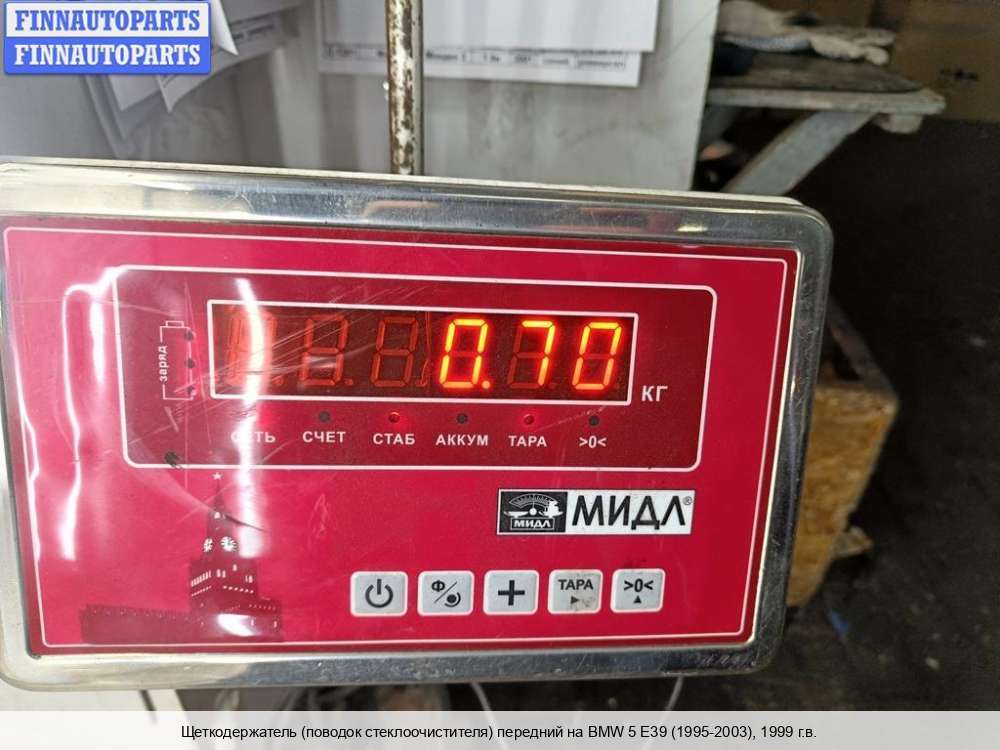 FINNAUTOPARTS
FINNAUTOPARTS
заряд
0.70
КГ
СЕТЬ СЧЕТ СТАБ АККУМ ТАРА >0<
МИДЛ МИДЛ®
Ф ТАРА >0<
Щеткодержатель (поводок стеклоочистителя) передний на BMW 5 E39 (1995-2003), 1999 г.в.